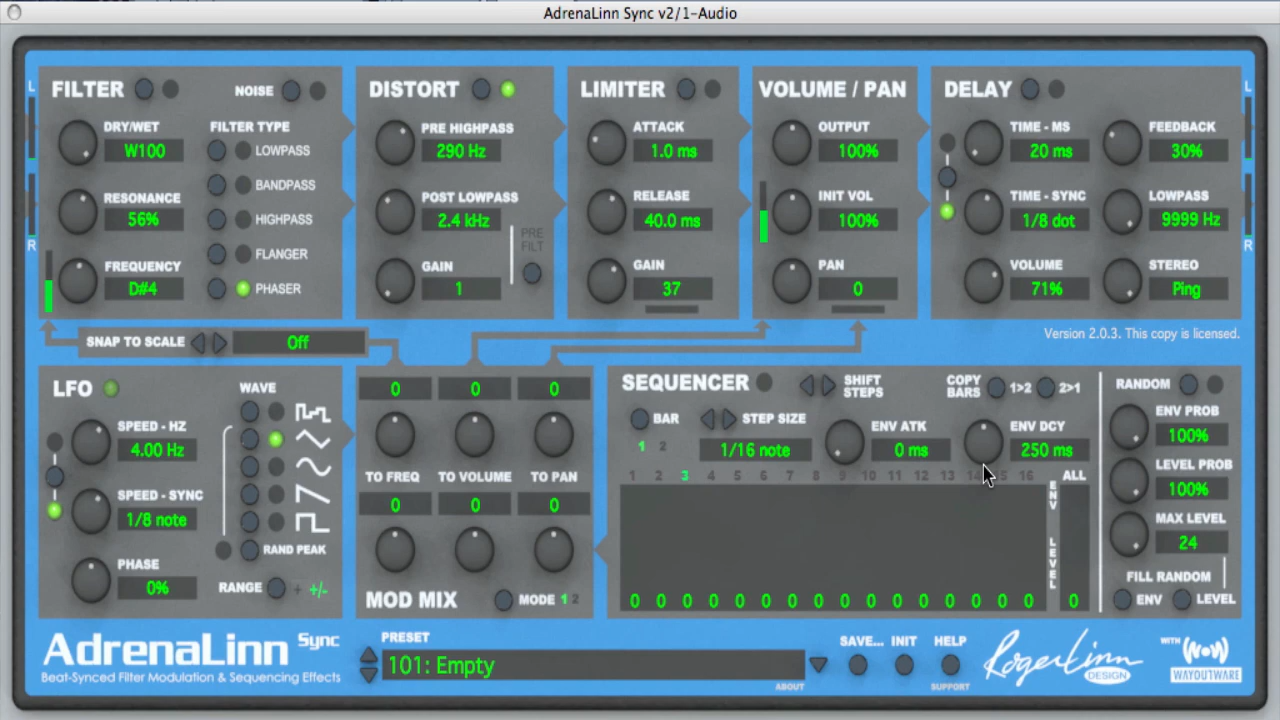 AdrenaLinn Sync v2/1-Audio
FILTER
NOISE
DRY/WET
W100
RESONANCE
56%
FREQUENCY
D#4
FILTER TYPE
LOWPASS
BANDPASS
HIGHPASS
FLANGER
PHASER
L
R
DISTORT
PRE HIGHPASS
290 Hz
POST LOWPASS
2.4 kHz
GAIN
1
PRE
FILT
LIMITER
ATTACK
1.0 ms
RELEASE
40.0 ms
GAIN
37
VOLUME / PAN
OUTPUT
100%
INIT VOL
100%
PAN
0
DELAY
TIME - MS
20 ms
TIME - SYNC
1/8 dot
VOLUME
71%
FEEDBACK
30%
LOWPASS
9999 Hz
STEREO
Ping
L
R
SNAP TO SCALE
Off
Version 2.0.3. This copy is licensed.
LFO
WAVE
SPEED - HZ
4.00 Hz
SPEED - SYNC
1/8 note
PHASE
0%
RAND PEAK
RANGE + +/-
0 0 0
TO FREQ TO VOLUME TO PAN
0 0 0
MOD MIX
MODE 1 2
SEQUENCER
SHIFT
STEPS
COPY
BARS
1>2
2>1
BAR
1 2
STEP SIZE
1/16 note
ENV ATK
0 ms
ENV DCY
250 ms
1 2 3 4 5 6 7 8 9 10 11 12 13 14 15 16
ALL
ENV
LEVEL
0 0 0 0 0 0 0 0 0 0 0 0 0 0 0 0 0
RANDOM
ENV PROB
100%
LEVEL PROB
100%
MAX LEVEL
24
FILL RANDOM
ENV
LEVEL
AdrenaLinn Sync
Beat-Synced Filter Modulation & Sequencing Effects
PRESET
101: Empty
ABOUT
SAVE... INIT HELP
SUPPORT
Roger Linn
DESIGN
WITH
WOW
WAYOUTWARE